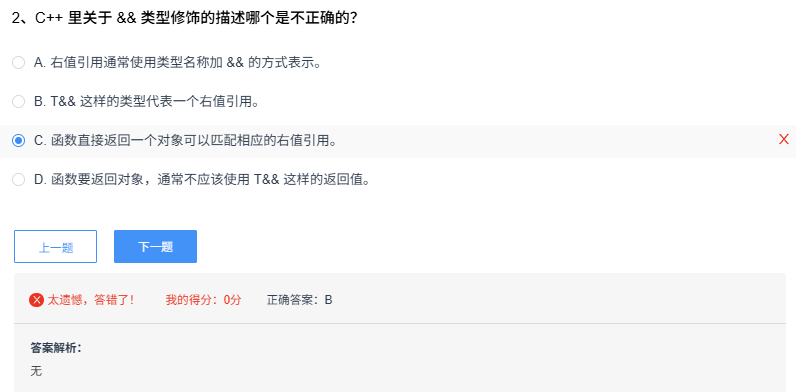 2、C++ 里关于 && 类型修饰的描述哪个是不正确的?
A. 右值引用通常使用类型名称加 && 的方式表示。
B. T&& 这样的类型代表一个右值引用。
C. 函数直接返回一个对象可以匹配相应的右值引用。
X
D. 函数要返回对象，通常不应该使用 T&& 这样的返回值。
上一题 下一题
X 太遗憾，答错了！ 我的得分：0分 正确答案：B
答案解析：
无